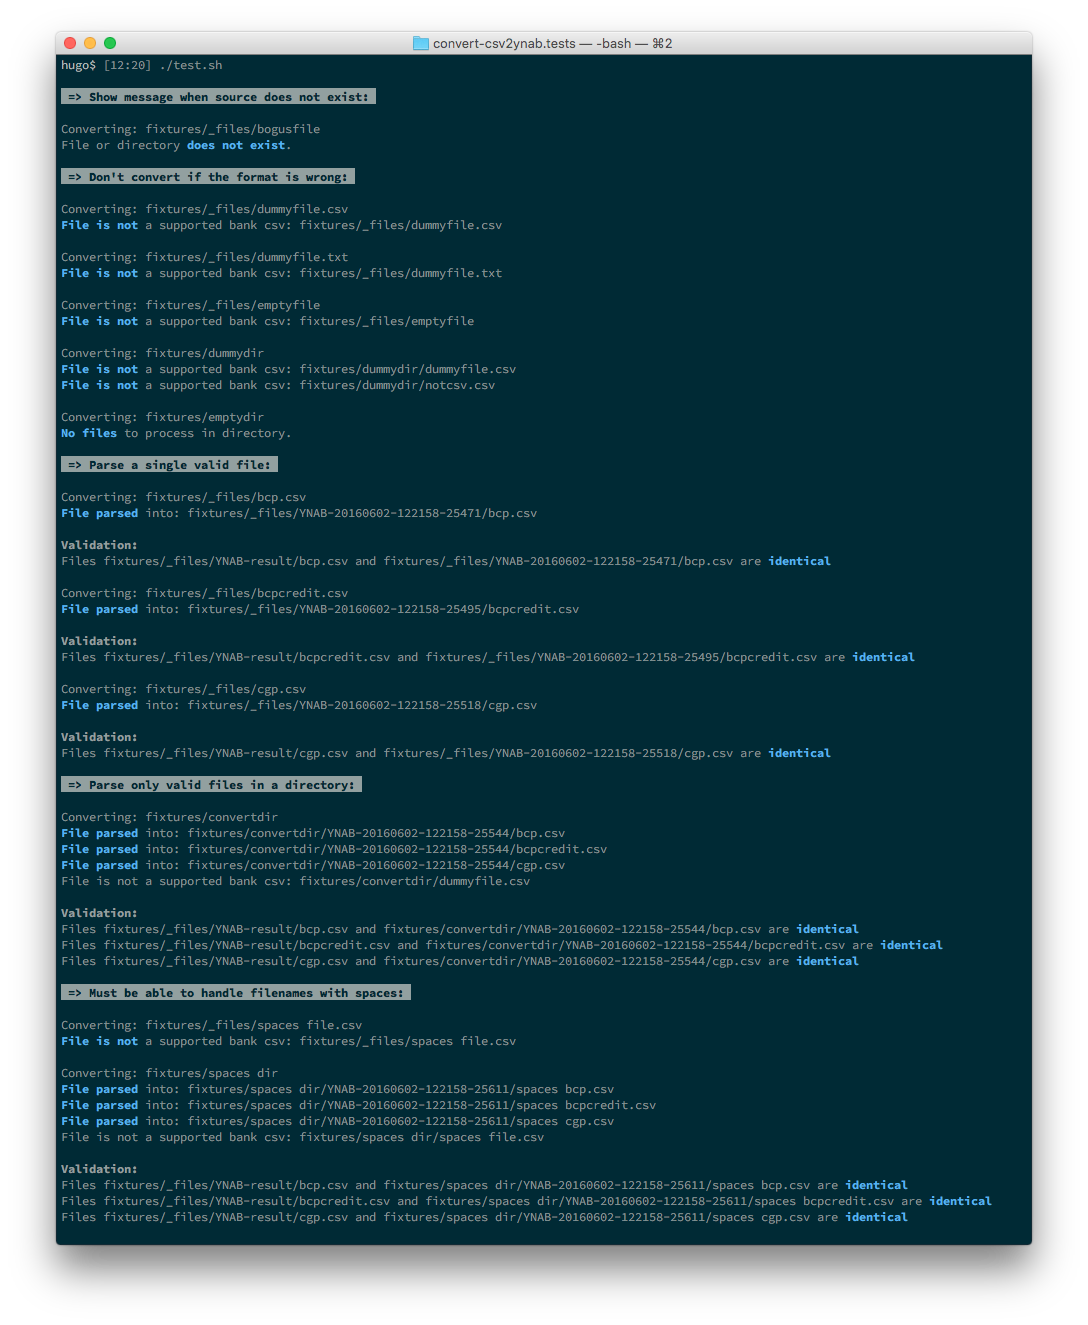 convert-csv2ynab.tests — -bash — ⌘2
hugo$ [12:20] ./test.sh
=> Show message when source does not exist:
Converting: fixtures/_files/bogusfile
File or directory does not exist.
=> Don't convert if the format is wrong:
Converting: fixtures/_files/dummyfile.csv
File is not a supported bank csv: fixtures/_files/dummyfile.csv
Converting: fixtures/_files/dummyfile.txt
File is not a supported bank csv: fixtures/_files/dummyfile.txt
Converting: fixtures/_files/emptyfile
File is not a supported bank csv: fixtures/_files/emptyfile
Converting: fixtures/dummydir
File is not a supported bank csv: fixtures/dummydir/dummyfile.csv
File is not a supported bank csv: fixtures/dummydir/notcsv.csv
Converting: fixtures/emptydir
No files to process in directory.
=> Parse a single valid file:
Converting: fixtures/_files/bcp.csv
File parsed into: fixtures/_files/YNAB-20160602-122158-25471/bcp.csv
Validation:
Files fixtures/_files/YNAB-result/bcp.csv and fixtures/_files/YNAB-20160602-122158-25471/bcp.csv are identical
Converting: fixtures/_files/bcpcredit.csv
File parsed into: fixtures/_files/YNAB-20160602-122158-25495/bcpcredit.csv
Validation:
Files fixtures/_files/YNAB-result/bcpcredit.csv and fixtures/_files/YNAB-20160602-122158-25495/bcpcredit.csv are identical
Converting: fixtures/_files/cgp.csv
File parsed into: fixtures/_files/YNAB-20160602-122158-25518/cgp.csv
Validation:
Files fixtures/_files/YNAB-result/cgp.csv and fixtures/_files/YNAB-20160602-122158-25518/cgp.csv are identical
=> Parse only valid files in a directory:
Converting: fixtures/convertdir
File parsed into: fixtures/convertdir/YNAB-20160602-122158-25544/bcp.csv
File parsed into: fixtures/convertdir/YNAB-20160602-122158-25544/bcpcredit.csv
File parsed into: fixtures/convertdir/YNAB-20160602-122158-25544/cgp.csv
File is not a supported bank csv: fixtures/convertdir/dummyfile.csv
Validation:
Files fixtures/_files/YNAB-result/bcp.csv and fixtures/convertdir/YNAB-20160602-122158-25544/bcp.csv are identical
Files fixtures/_files/YNAB-result/bcpcredit.csv and fixtures/convertdir/YNAB-20160602-122158-25544/bcpcredit.csv are identical
Files fixtures/_files/YNAB-result/cgp.csv and fixtures/convertdir/YNAB-20160602-122158-25544/cgp.csv are identical
=> Must be able to handle filenames with spaces:
Converting: fixtures/_files/spaces file.csv
File is not a supported bank csv: fixtures/_files/spaces file.csv
Converting: fixtures/spaces dir
File parsed into: fixtures/spaces dir/YNAB-20160602-122158-25611/spaces bcp.csv
File parsed into: fixtures/spaces dir/YNAB-20160602-122158-25611/spaces bcpcredit.csv
File parsed into: fixtures/spaces dir/YNAB-20160602-122158-25611/spaces cgp.csv
File is not a supported bank csv: fixtures/spaces dir/spaces file.csv
Validation:
Files fixtures/_files/YNAB-result/bcp.csv and fixtures/spaces dir/YNAB-20160602-122158-25611/spaces bcp.csv are identical
Files fixtures/_files/YNAB-result/bcpcredit.csv and fixtures/spaces dir/YNAB-20160602-122158-25611/spaces bcpcredit.csv are identical
Files fixtures/_files/YNAB-result/cgp.csv and fixtures/spaces dir/YNAB-20160602-122158-25611/spaces cgp.csv are identical